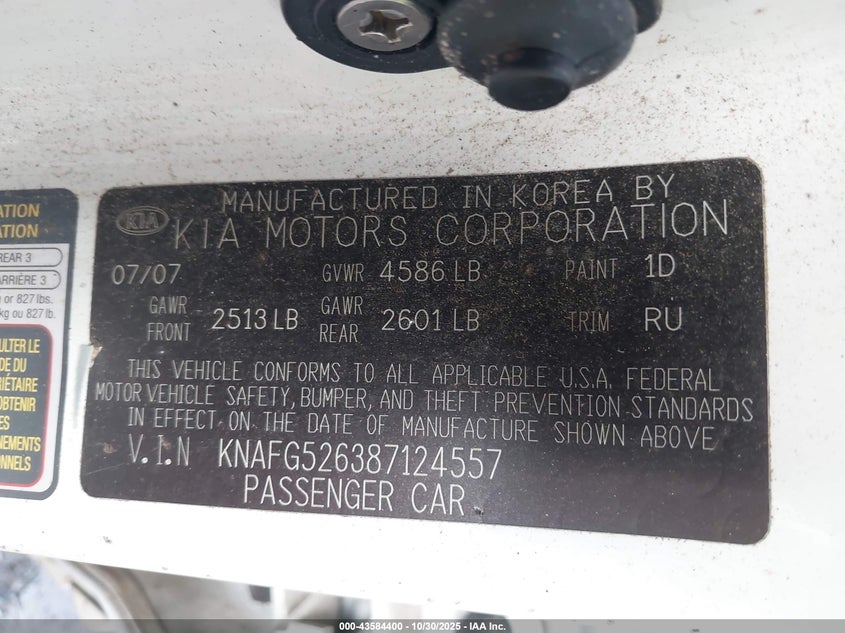 MANUFACTURED IN KOREA BY
KIA
KIA MOTORS CORPORATION
07/07 GVWR 4586 LB PAINT 1D
GAWR FRONT 2513 LB GAWR REAR 2601 LB TRIM RU
THIS VEHICLE CONFORMS TO ALL APPLICABLE U.S.A. FEDERAL
MOTOR VEHICLE SAFETY, BUMPER, AND THEFT PREVENTION STANDARDS
IN EFFECT ON THE DATE OF MANUFACTURE SHOWN ABOVE
V.I.N KNAFG526387124557
PASSENGER CAR
ATION
ATION
REAR 3
ARRIÈRE 3
or 827 lbs.
kg ou 827 lb.
ULTER LE
DE DU
RIÉTAIRE
OBTENIR
ES
NEMENTS
ONNELS
000-43584400 - 10/30/2025 - IAA Inc.